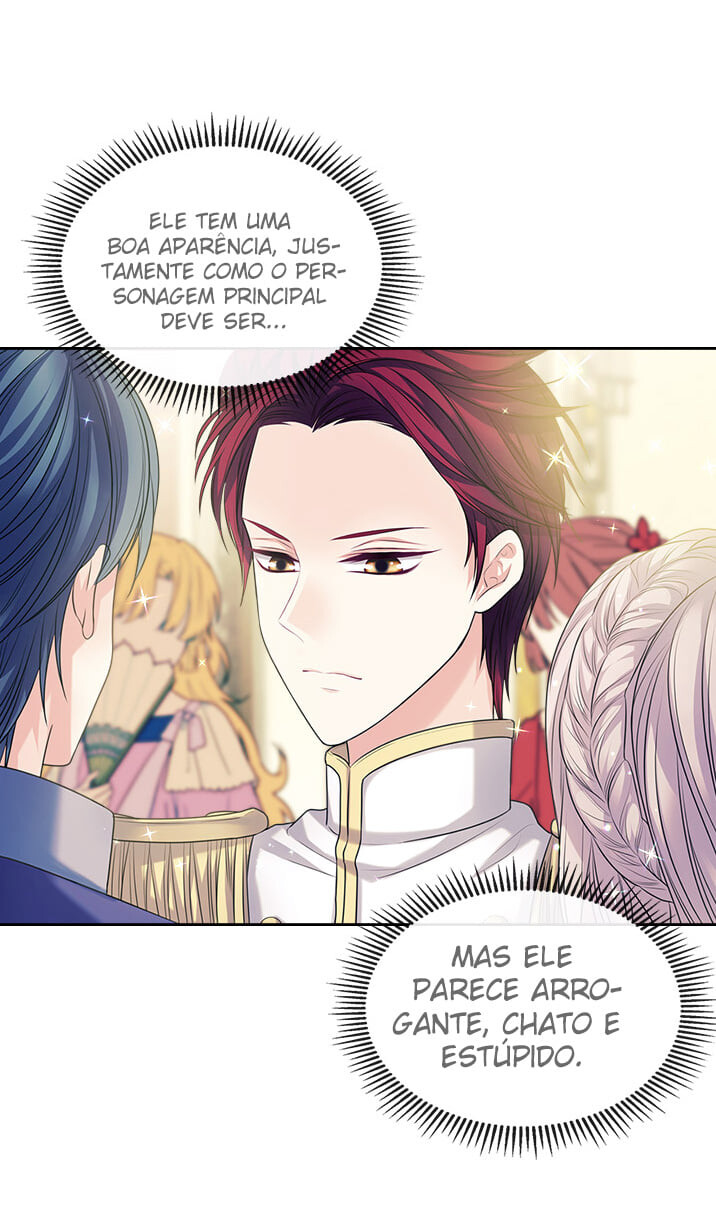 ELE TEM UMA
BOA APARÊNCIA, JUS-
TAMENTE COMO O PER-
SONAGEM PRINCIPAL
DEVE SER...
MAS ELE
PARECE ARRO-
GANTE, CHATO E
ESTÚPIDO.